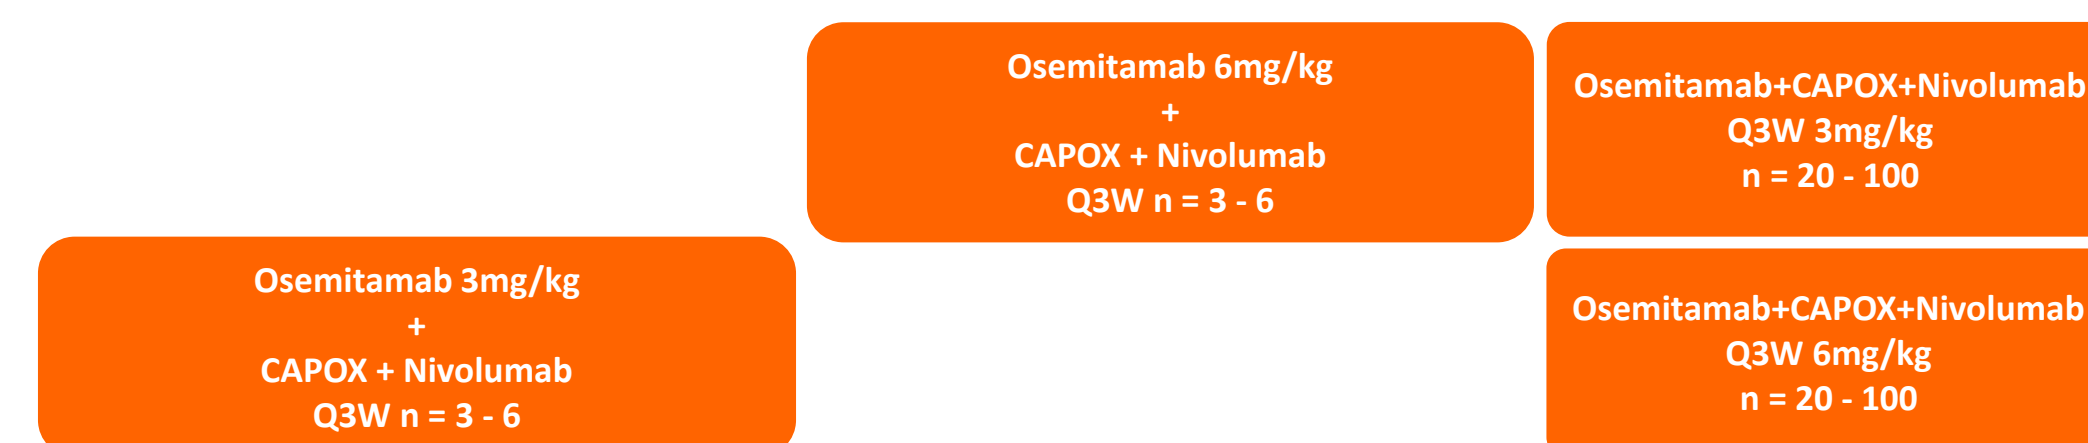 Osemitamab 6mg/kg
+
CAPOX + Nivolumab
Q3W n = 3 - 6
Osemitamab+CAPOX+Nivolumab
Q3W 3mg/kg
n = 20 - 100
Osemitamab 3mg/kg
+
CAPOX + Nivolumab
Q3W n = 3 - 6
Osemitamab+CAPOX+Nivolumab
Q3W 6mg/kg
n = 20 - 100